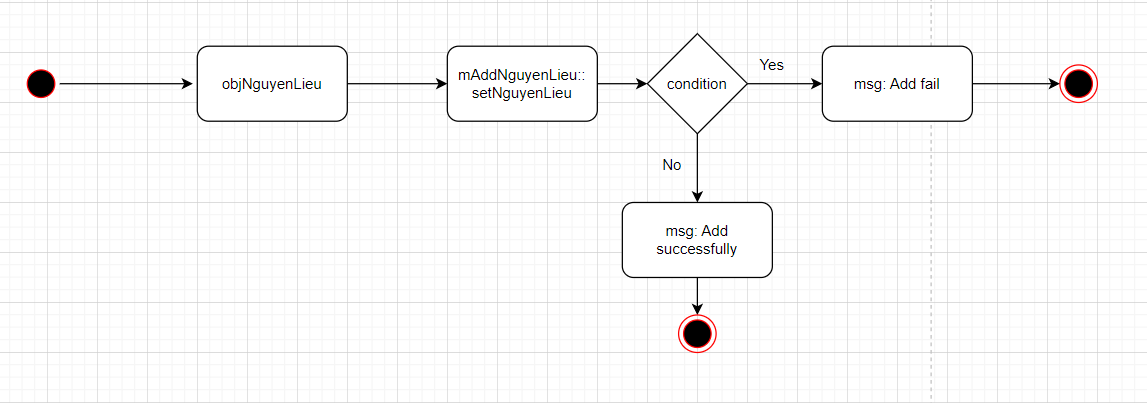 objNguyenLieu
mAddNguyenLieu::
setNguyenLieu
condition
Yes
msg: Add fail
No
msg: Add
successfully